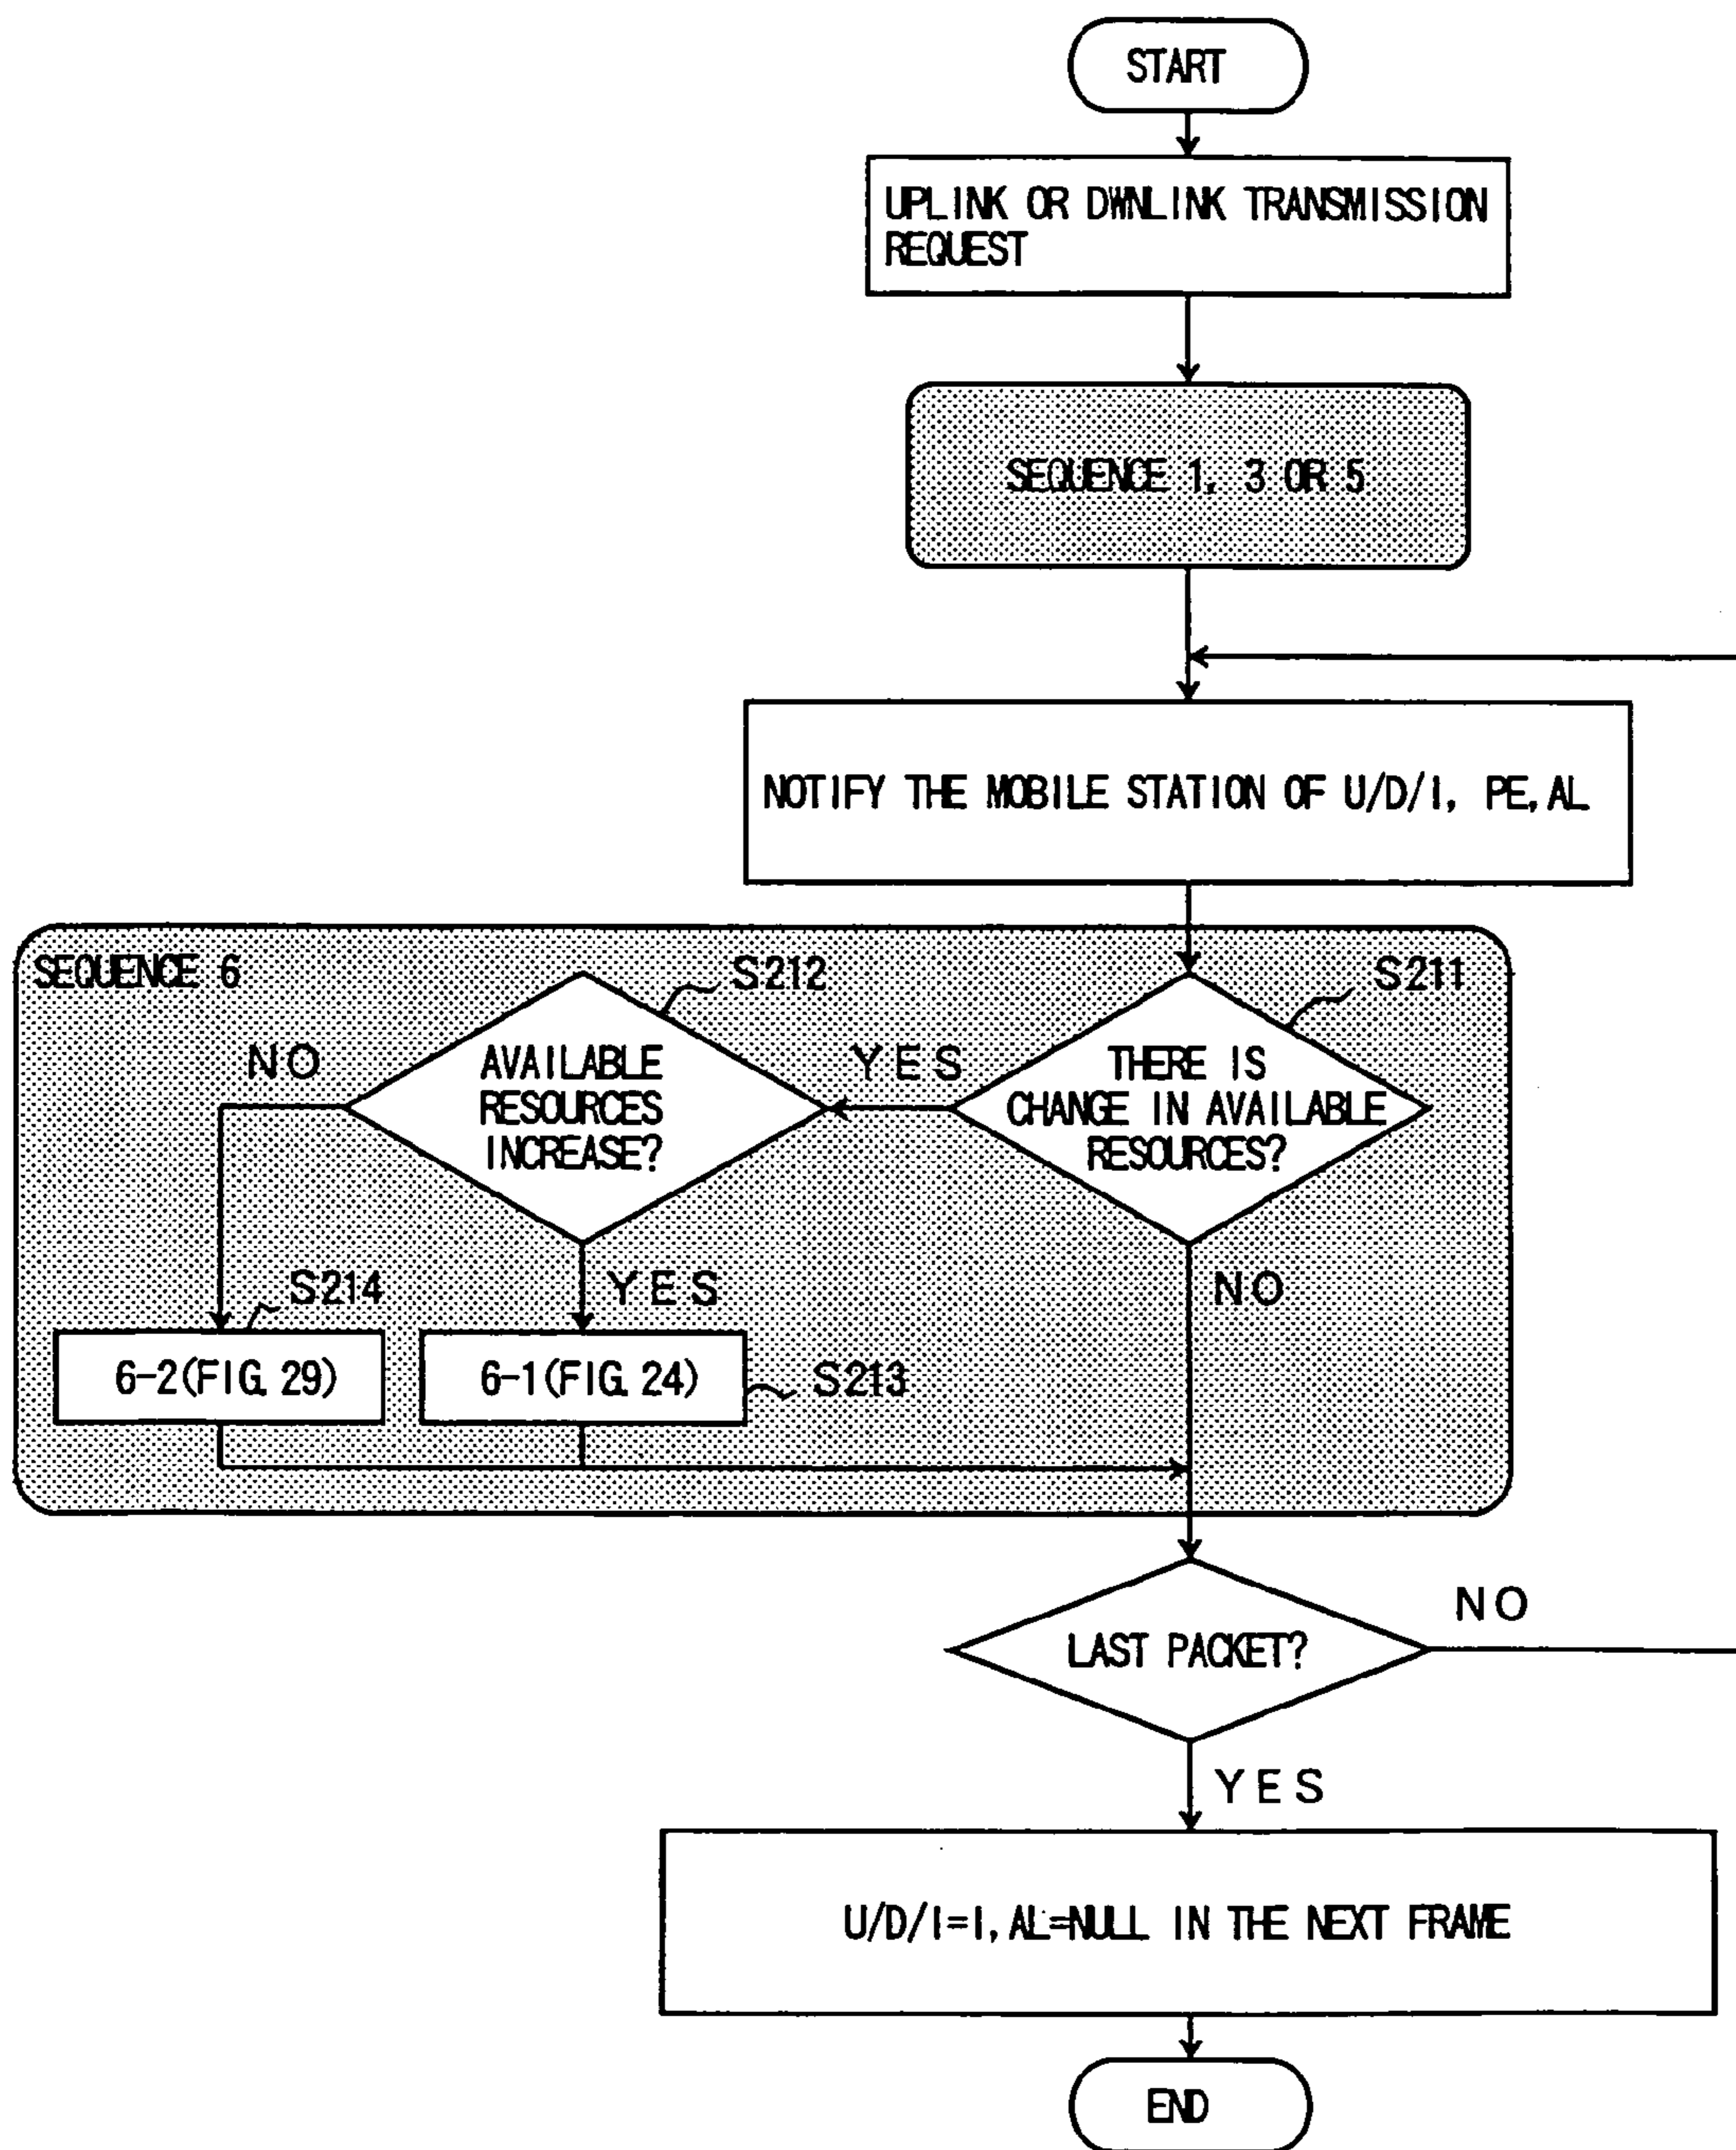 START
UPLINK OR DWNLINK TRANSMISSION
REQUEST
SEQUENCE 1, 3 OR 5
NOTIFY THE MOBILE STATION OF U/D/I, PE, AL
SEQUENCE 6
S212
S211
NO
AVAILABLE
RESOURCES
INCREASE?
YES
THERE IS
CHANGE IN AVAILABLE
RESOURCES?
S214
YES
NO
6-2(FIG. 29)
6-1(FIG. 24)
S213
LAST PACKET?
NO
YES
U/D/I=I, AL=NULL IN THE NEXT FRAME
END